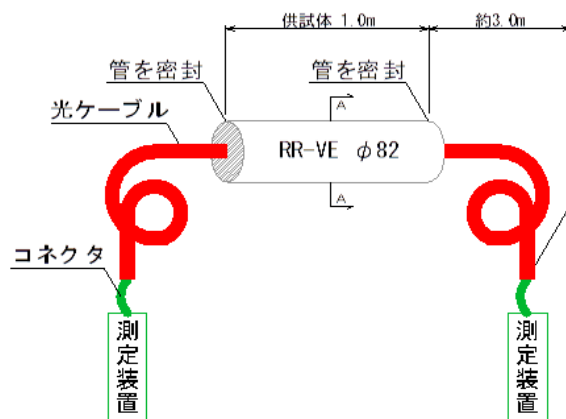 供試体 1.0m
約3.0m
管を密封
管を密封
光ケーブル
A
RR-VE φ82
A
コネクタ
測定装置
測定装置